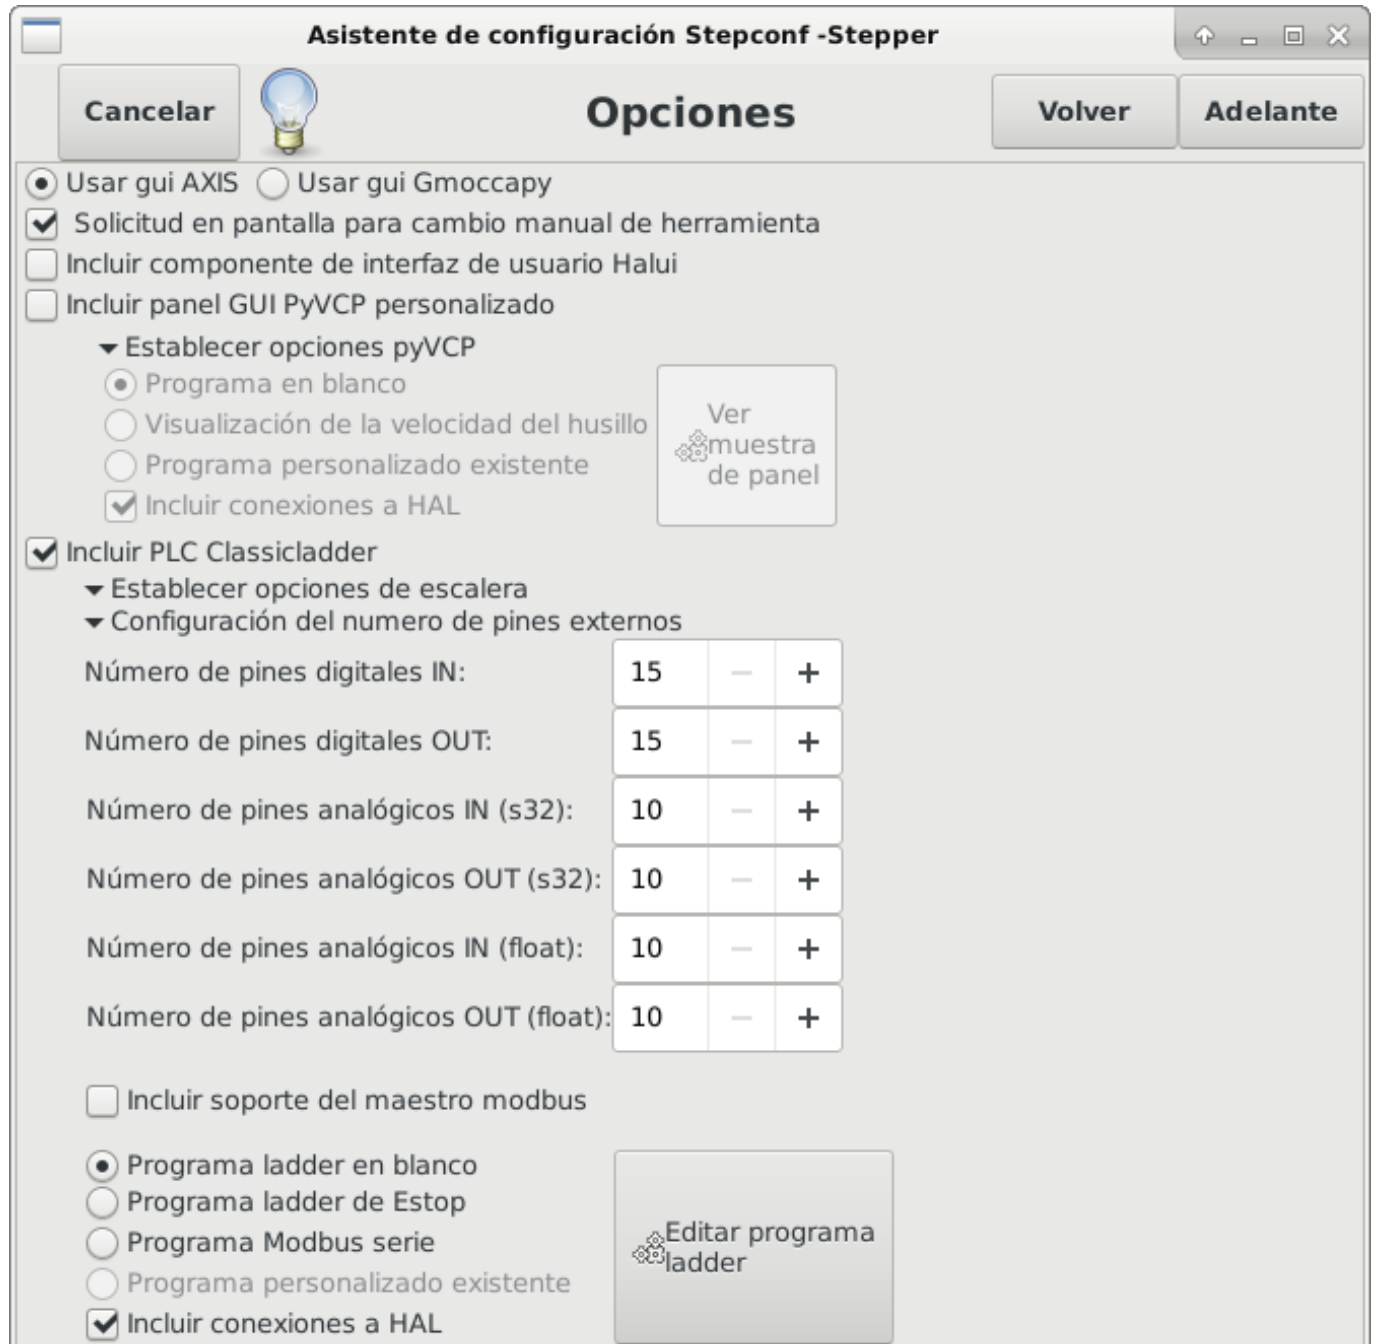 Asistente de configuración Stepconf -Stepper
Cancelar
Opciones
Volver
Adelante
Usar gui AXIS
Usar gui Gmoccapy
Solicitud en pantalla para cambio manual de herramienta
Incluir componente de interfaz de usuario Halui
Incluir panel GUI PyVCP personalizado
Establecer opciones pyVCP
Programa en blanco
Visualización de la velocidad del husillo
Programa personalizado existente
Incluir conexiones a HAL
Ver
muestra
de panel
Incluir PLC Classicladder
Establecer opciones de escalera
Configuración del numero de pines externos
Número de pines digitales IN: 15 − +
Número de pines digitales OUT: 15 − +
Número de pines analógicos IN (s32): 10 − +
Número de pines analógicos OUT (s32): 10 − +
Número de pines analógicos IN (float): 10 − +
Número de pines analógicos OUT (float): 10 − +
Incluir soporte del maestro modbus
Programa ladder en blanco
Programa ladder de Estop
Programa Modbus serie
Programa personalizado existente
Incluir conexiones a HAL
Editar programa
ladder